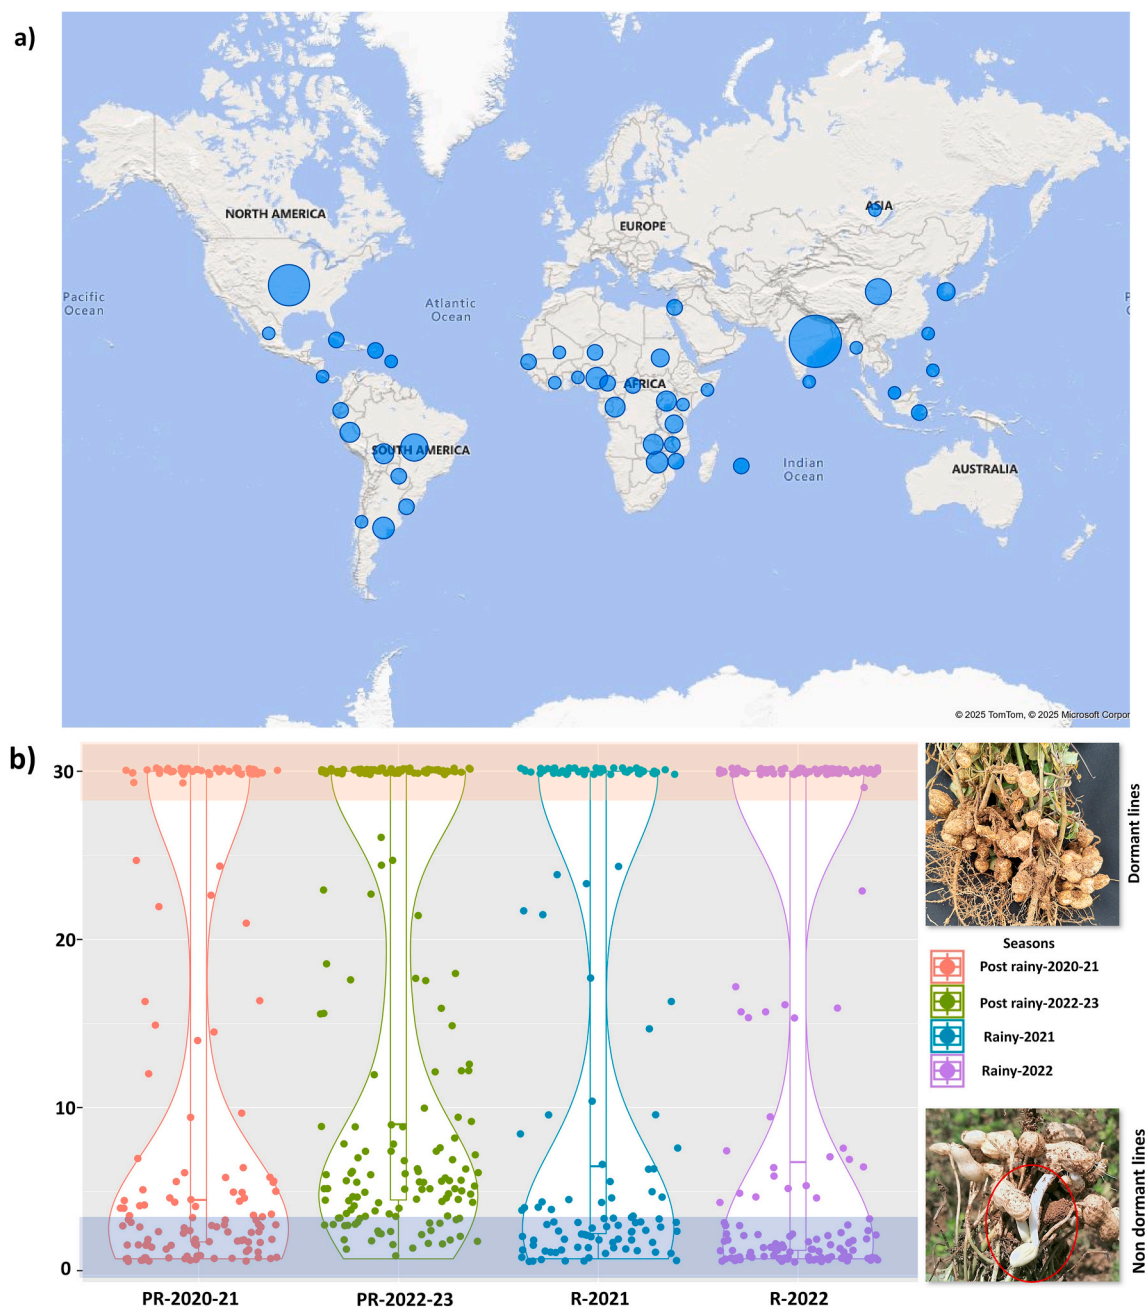 a)
NORTH AMERICA
EUROPE
ASIA
Pacific
Ocean
Atlantic
Ocean
P
AFRICA
SOUTH AMERICA
Indian
Ocean
AUSTRALIA
© 2025 TomTom, © 2025 Microsoft Corpor
b)
30
20
10
0
PR-2020-21
PR-2022-23
R-2021
R-2022
Dormant lines
Seasons
Post rainy-2020-21
Post rainy-2022-23
Rainy-2021
Rainy-2022
Non dormant lines